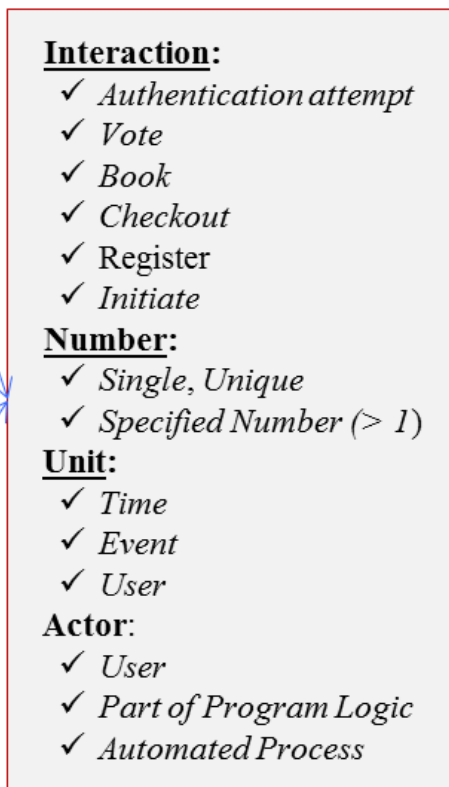 Interaction:
✓ Authentication attempt
✓ Vote
✓ Book
✓ Checkout
✓ Register
✓ Initiate
Number:
✓ Single, Unique
✓ Specified Number (> 1)
Unit:
✓ Time
✓ Event
✓ User
Actor:
✓ User
✓ Part of Program Logic
✓ Automated Process